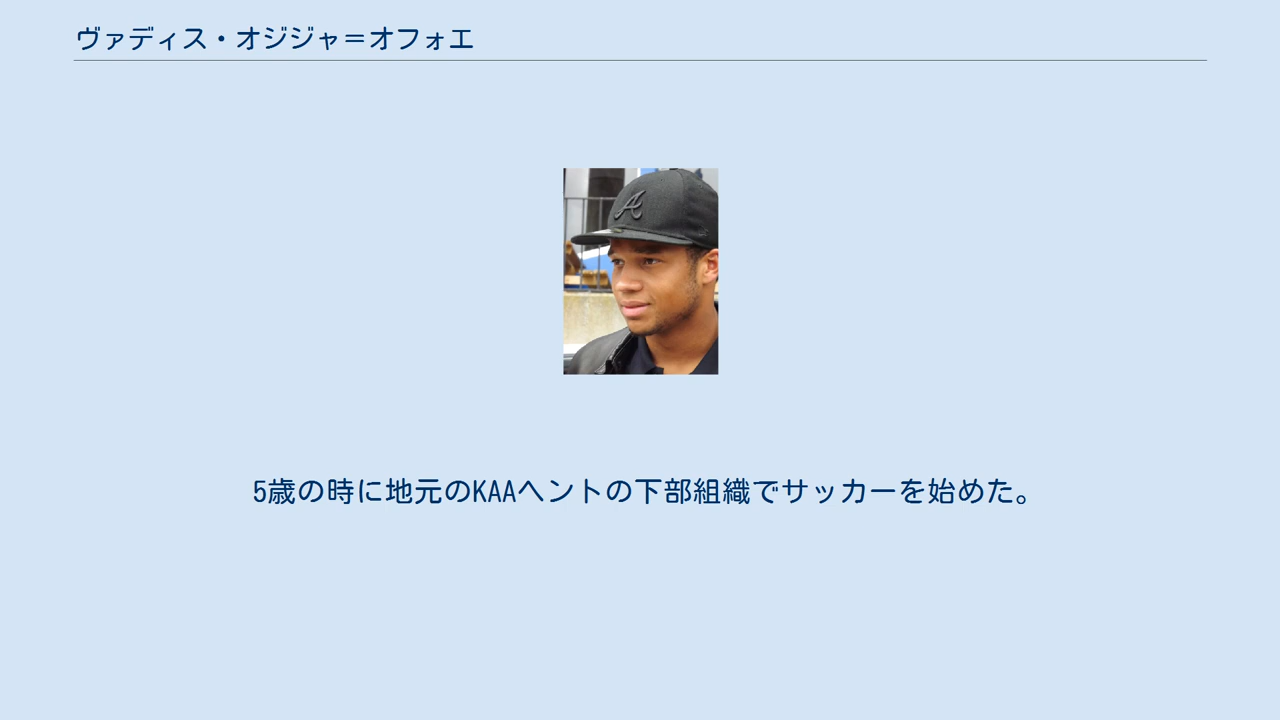 ヴァディス・オジジャ＝オフォエ
A
5歳の時に地元のKAAヘントの下部組織でサッカーを始めた。